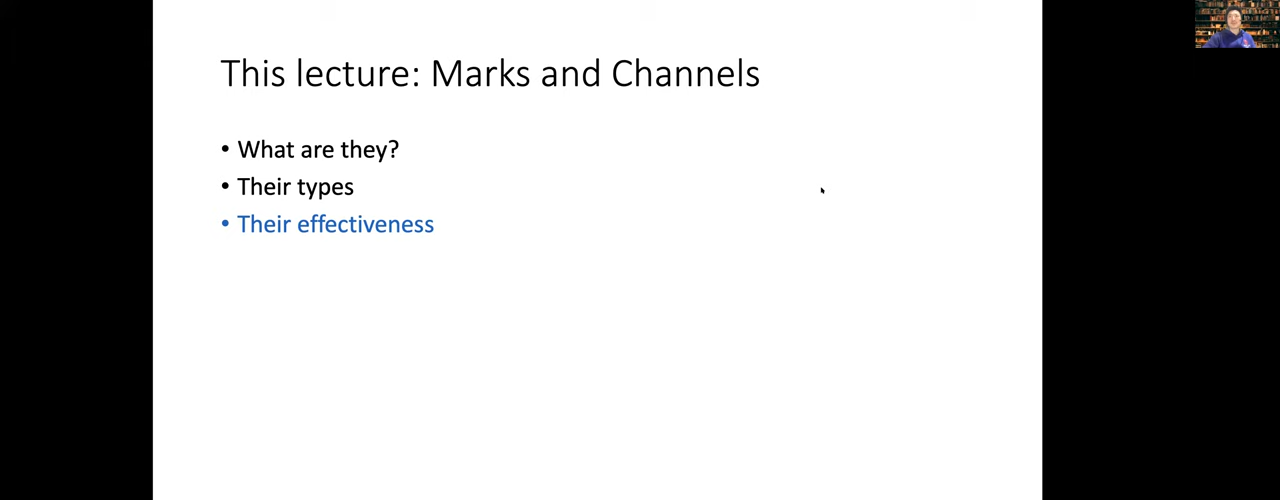 This lecture: Marks and Channels
• What are they?
• Their types
• Their effectiveness